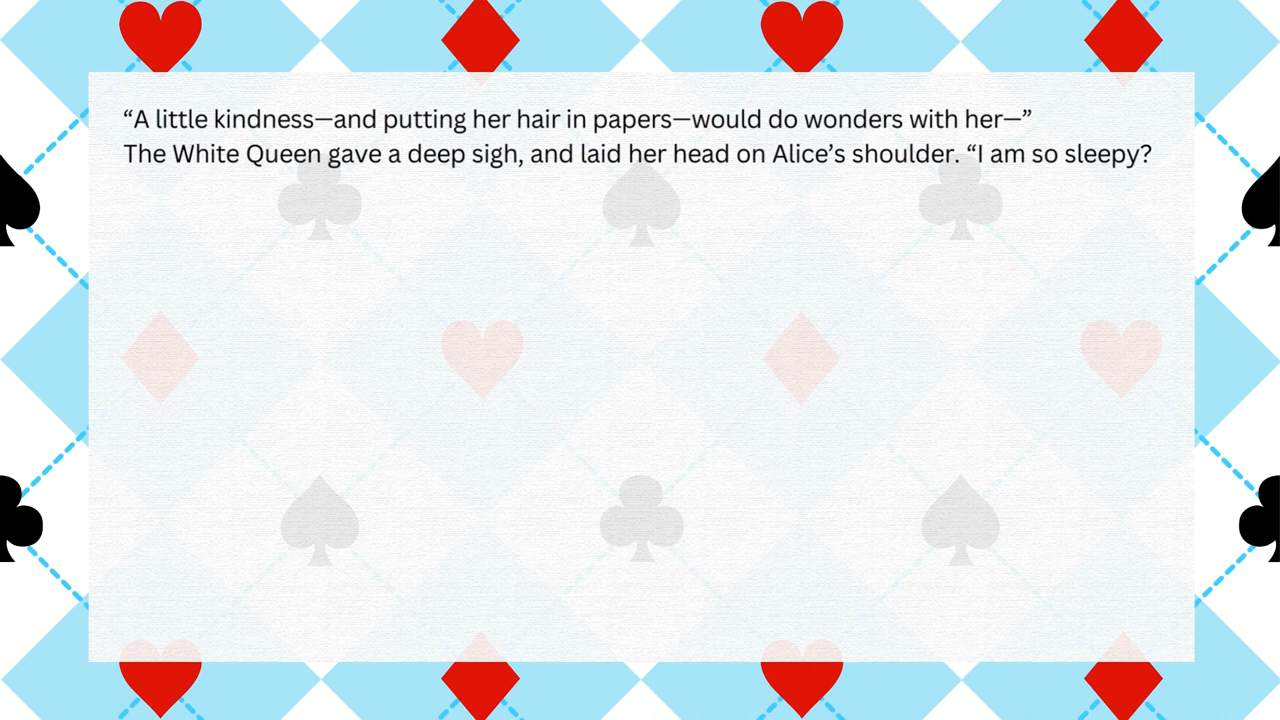 “A little kindness—and putting her hair in papers—would do wonders with her—”
The White Queen gave a deep sigh, and laid her head on Alice’s shoulder. “I am so sleepy?